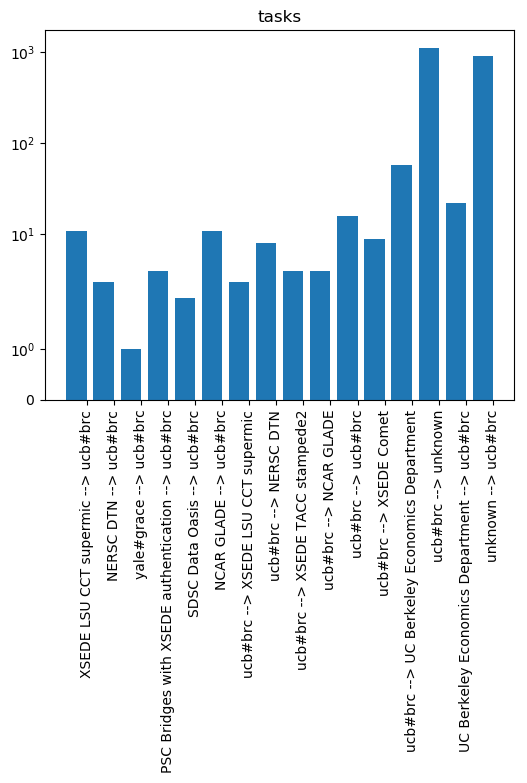 tasks
10³
10²
10¹
10⁰
0
XSEDE LSU CCT supermic --> ucb#brc
NERSC DTN --> ucb#brc
yale#grace --> ucb#brc
PSC Bridges with XSEDE authentication --> ucb#brc
SDSC Data Oasis --> ucb#brc
NCAR GLADE --> ucb#brc
ucb#brc --> XSEDE LSU CCT supermic
ucb#brc --> NERSC DTN
ucb#brc --> XSEDE TACC stampede2
ucb#brc --> NCAR GLADE
ucb#brc --> ucb#brc
ucb#brc --> XSEDE Comet
ucb#brc --> UC Berkeley Economics Department
ucb#brc --> unknown
UC Berkeley Economics Department --> ucb#brc
unknown --> ucb#brc